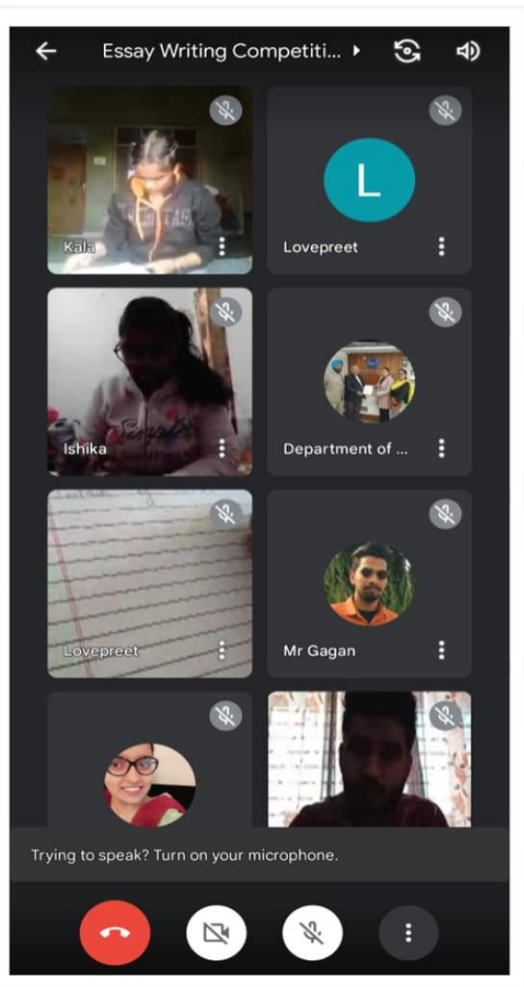 Essay Writing Competiti...
Kala
L
Lovepreet
Ishika
Department of ...
Lovepreet
Mr Gagan
Trying to speak? Turn on your microphone.